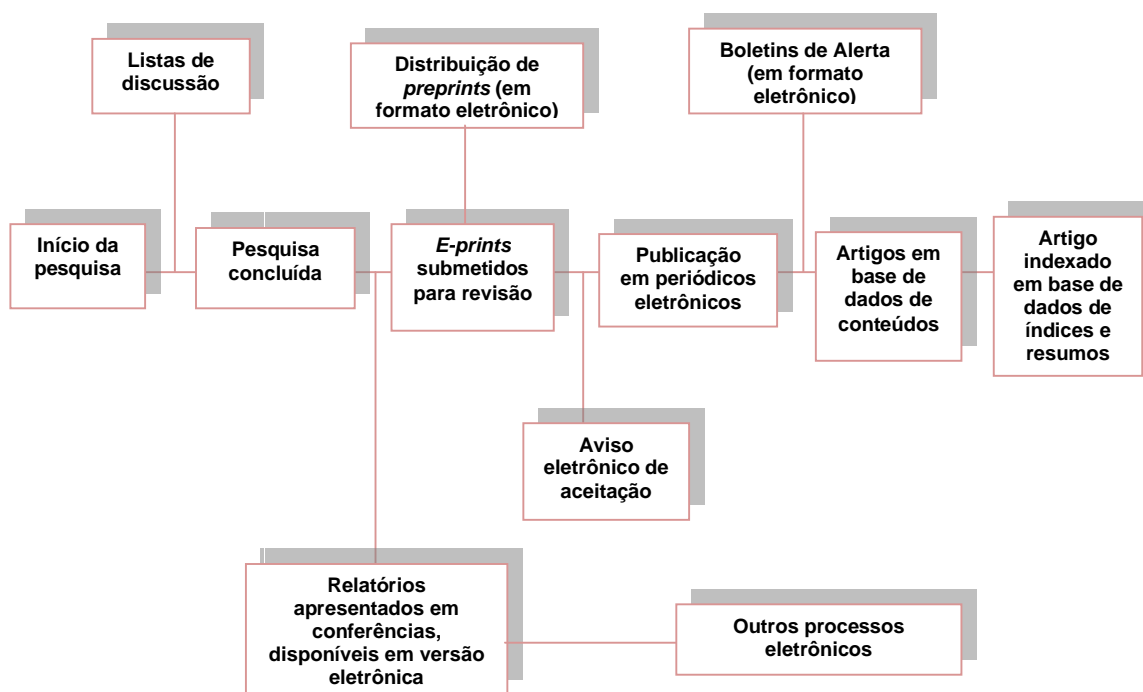 Listas de
discussão
Distribuição de
preprints (em
formato eletrônico)
Boletins de Alerta
(em formato
eletrônico)
Início da
pesquisa
Pesquisa
concluída
E-prints
submetidos
para revisão
Publicação
em periódicos
eletrônicos
Artigos em
base de
dados de
conteúdos
Artigo
indexado
em base de
dados de
índices e
resumos
Aviso
eletrônico de
aceitação
Relatórios
apresentados em
conferências,
disponíveis em versão
eletrônica
Outros processos
eletrônicos